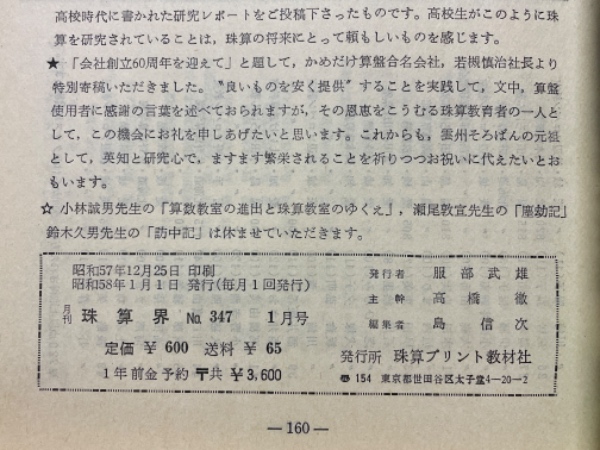 高校時代に書かれた研究レポートをご投稿下さったものです。高校生がこのように珠
算を研究されていることは，珠算の将来にとって頼もしいものを感じます。
★「会社創立60周年を迎えて」と題して，かめだけ算盤合名会社，若槻慎治社長より
特別寄稿いただきました。〝良いものを安く提供〟することを実践して，文中，算盤
使用者に感謝の言葉を述べておられますが，その恩恵をこうむる珠算教育者の一人と
して，この機会にお礼を申しあげたいと思います。これからも，雲州そろばんの元祖
として，英知と研究心で，ますます繁栄されることを祈りつつお祝いに代えたいとお
もいます。
☆ 小林誠男先生の「算数教室の進出と珠算教室のゆくえ」，瀬尾敦宣先生の「塵劫記」
鈴木久男先生の「訪中記」は休ませていただきます。
昭和57年12月25日 印刷
昭和58年1月1日 発行(毎月1回発行)
月刊 珠算界 No. 347 1月号
定価 ￥600 送料 ￥65
1年前金予約 〒共 ￥3,600
発行者 服部武雄
主幹 高橋徹
編集者 島信次
発行所 珠算プリント教材社
☎ 154 東京都世田谷区太子堂4−20−2
—160—